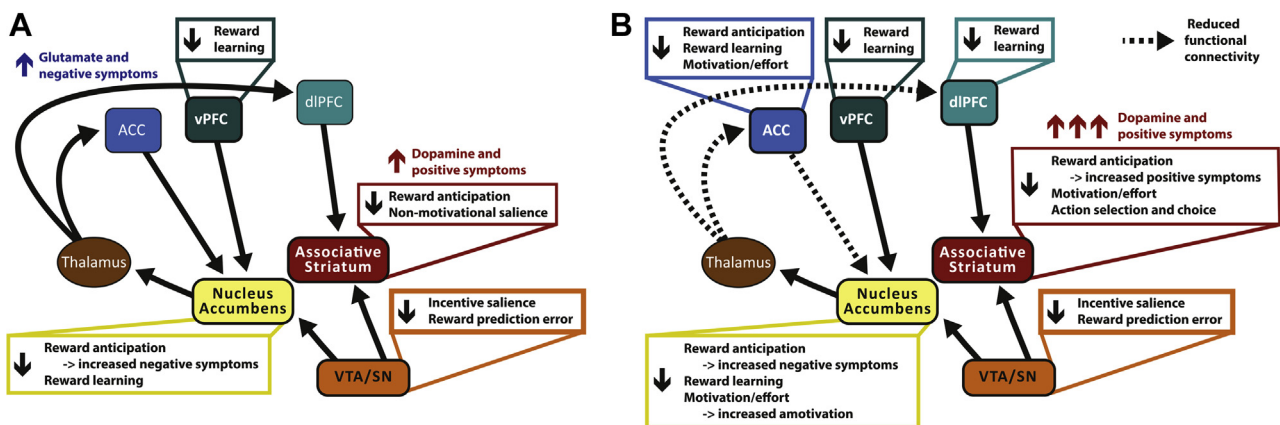 A
Glutamate and
negative symptoms
Reward
learning
dlPFC
ACC
vPFC
Dopamine and
positive symptoms
Reward anticipation
Non-motivational salience
Thalamus
Associative
Striatum
Nucleus
Accumbens
Incentive salience
Reward prediction error
Reward anticipation
-> increased negative symptoms
Reward learning
VTA/SN
B
Reward anticipation
Reward learning
Motivation/effort
Reward
learning
Reward
learning
Reduced
functional
connectivity
dlPFC
ACC
vPFC
Dopamine and
positive symptoms
Reward anticipation
-> increased positive symptoms
Motivation/effort
Action selection and choice
Thalamus
Associative
Striatum
Nucleus
Accumbens
Incentive salience
Reward prediction error
Reward anticipation
-> increased negative symptoms
Reward learning
Motivation/effort
-> increased amotivation
VTA/SN